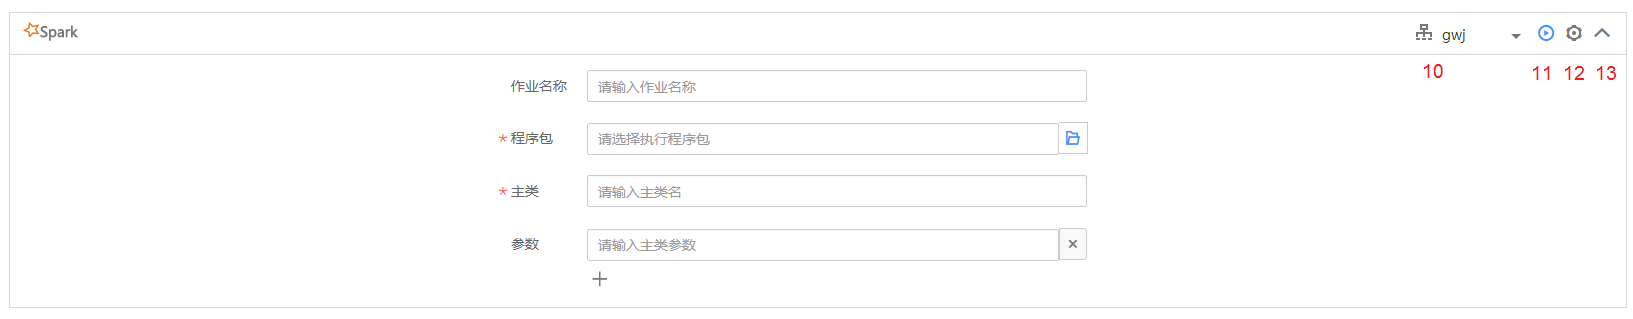 Spark
gwj
10 11 12 13
作业名称 请输入作业名称
* 程序包 请选择执行程序包
* 主类 请输入主类名
参数 请输入主类参数